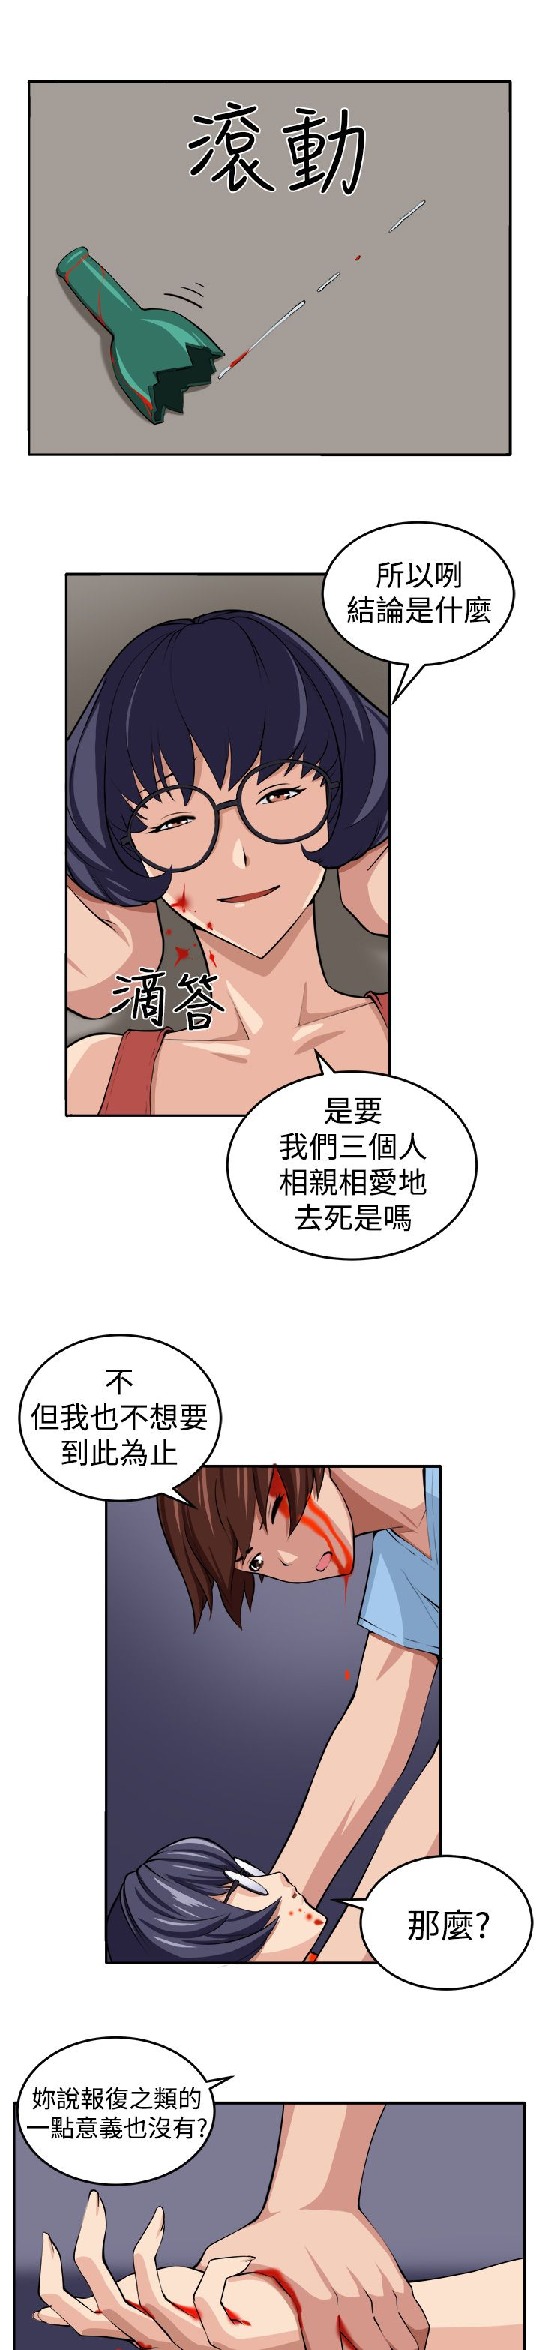 滾動
所以咧
結論是什麼
滴答
是要
我們三個人
相親相愛地
去死是嗎
不
但我也不想要
到此為止
那麼?
妳說報復之類的
一點意義也沒有?